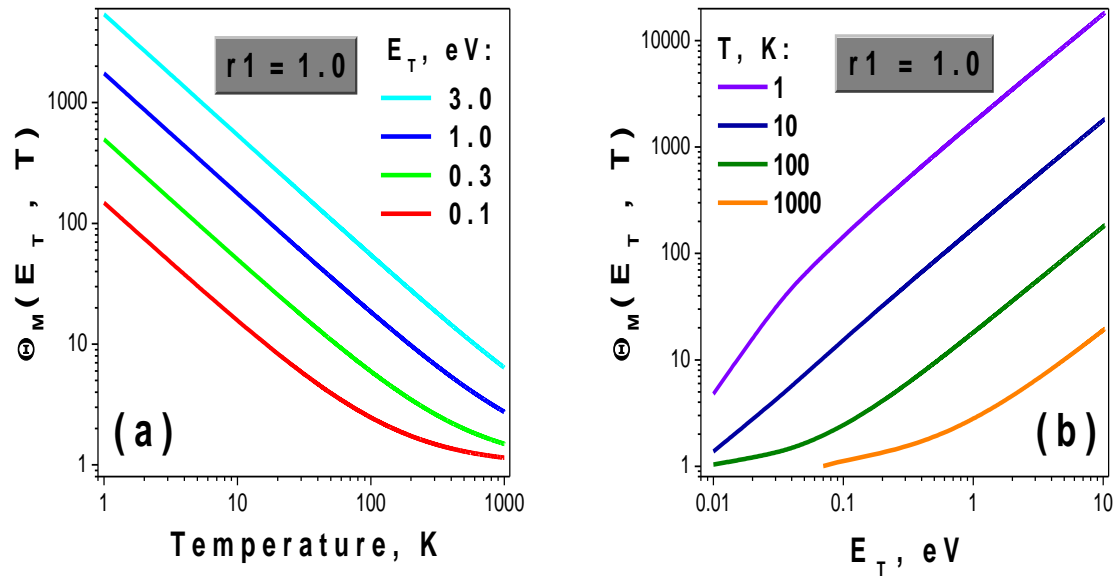 Θ_M(E_T, T)
1000
100
10
1
r1 = 1.0
E_T, eV:
3.0
1.0
0.3
0.1
(a)
1 10 100 1000
Temperature, K
Θ_M(E_T, T)
10000
1000
100
10
1
T, K:
1
10
100
1000
r1 = 1.0
(b)
0.01 0.1 1 10
E_T, eV